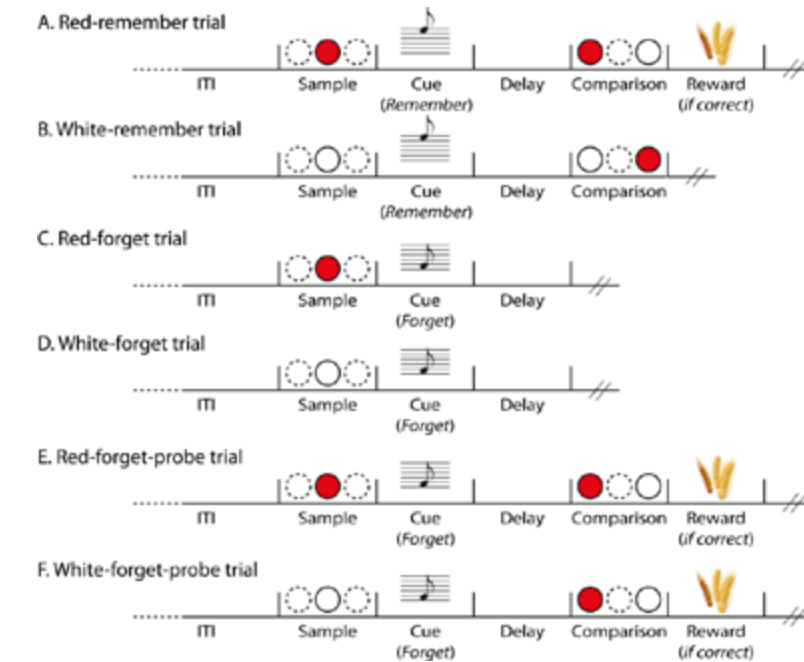 A. Red-remember trial
ITI Sample Cue Delay Comparison Reward
(Remember) (if correct)
B. White-remember trial
ITI Sample Cue Delay Comparison
(Remember)
C. Red-forget trial
ITI Sample Cue Delay
(Forget)
D. White-forget trial
ITI Sample Cue Delay
(Forget)
E. Red-forget-probe trial
ITI Sample Cue Delay Comparison Reward
(Forget) (if correct)
F. White-forget-probe trial
ITI Sample Cue Delay Comparison Reward
(Forget) (if correct)